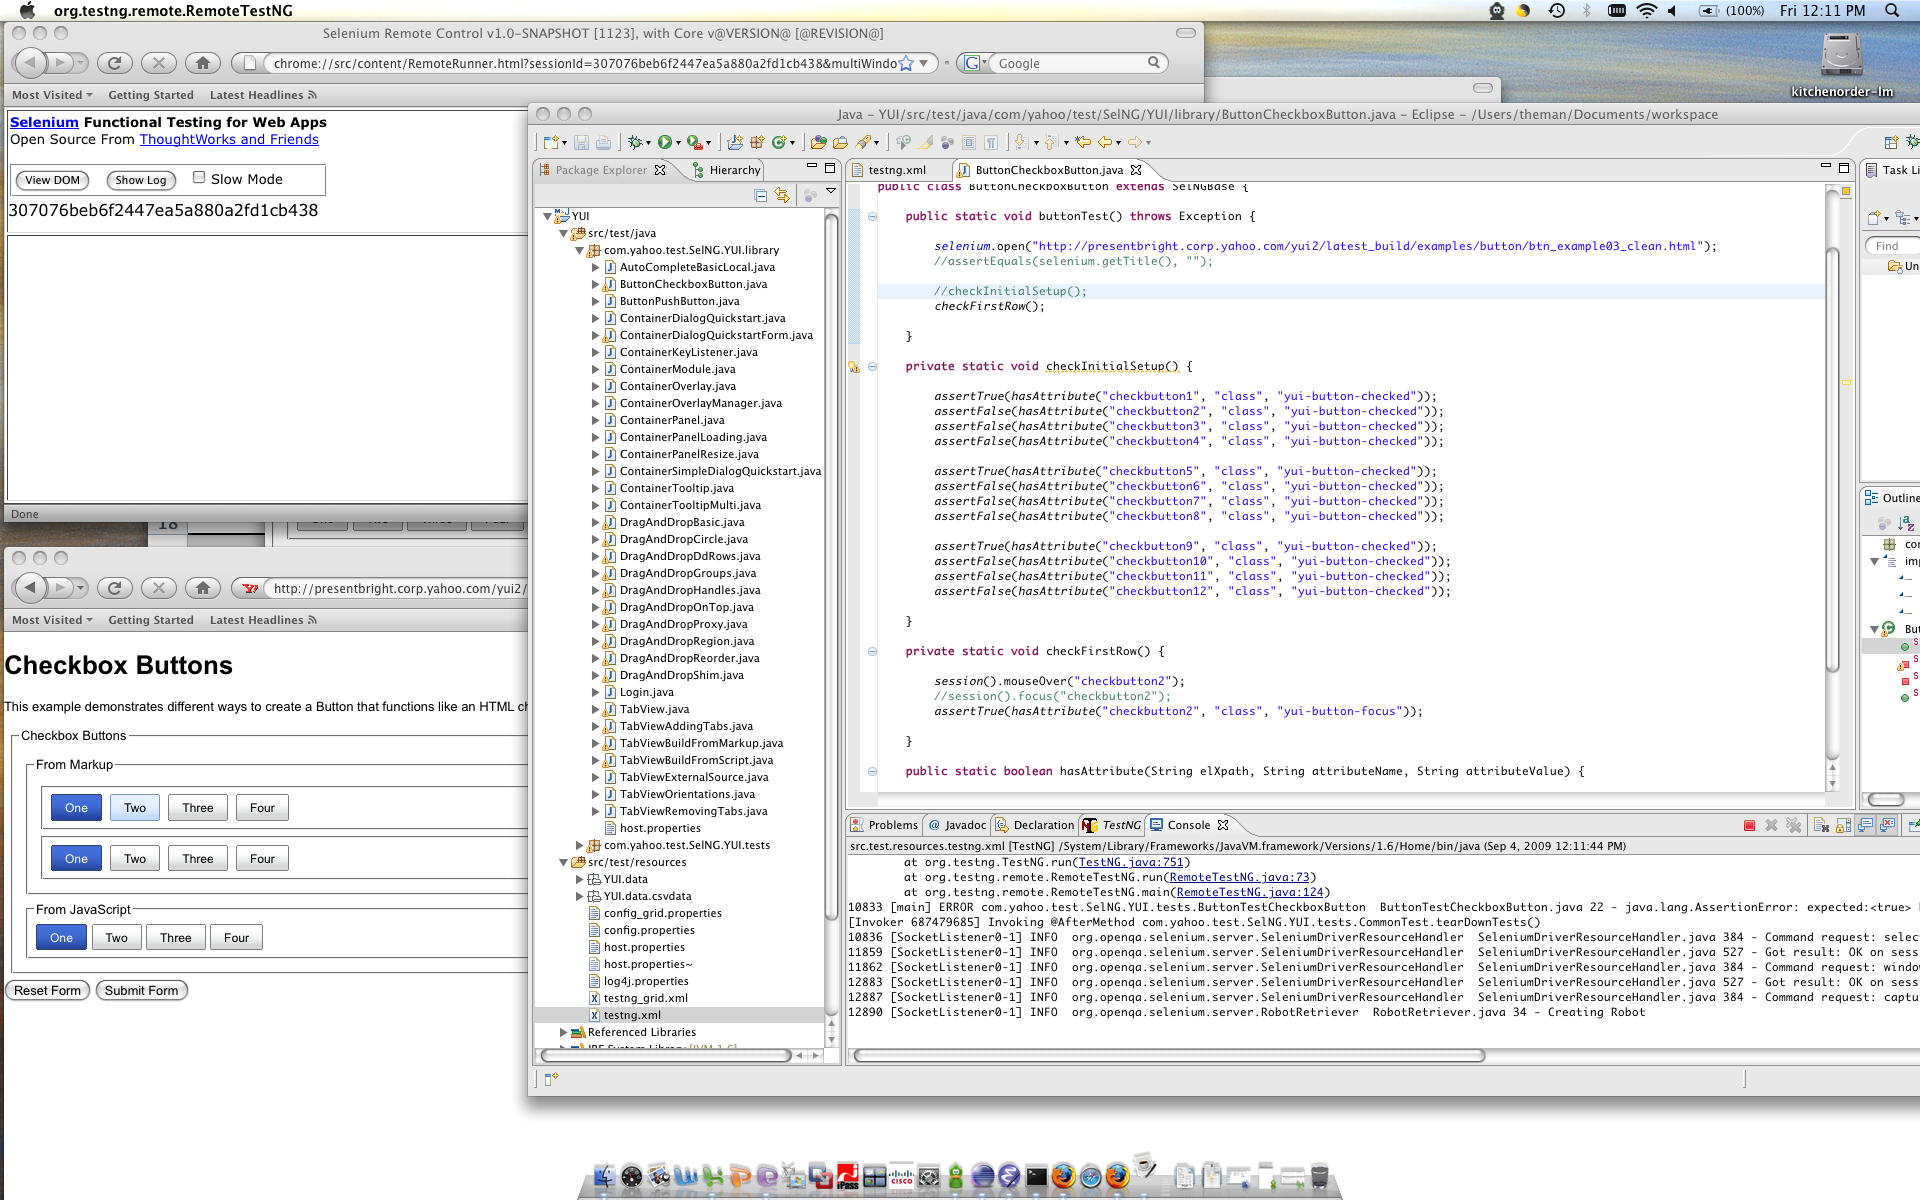 org.testng.remote.RemoteTestNG
(100%)
Fri 12:11 PM
Selenium Remote Control v1.0-SNAPSHOT [1123], with Core v@VERSION@ [@REVISION@]
chrome://src/content/RemoteRunner.html?sessionId=307076beb6f2447ea5a880a2fd1cb438&multiWindo
Google
Most Visited
Getting Started
Latest Headlines
kitchenorder-lm
Selenium Functional Testing for Web Apps
Open Source From ThoughtWorks and Friends
View DOM
Show Log
Slow Mode
307076beb6f2447ea5a880a2fd1cb438
Done
18
http://presentbright.corp.yahoo.com/yui2/
Most Visited
Getting Started
Latest Headlines
Checkbox Buttons
This example demonstrates different ways to create a Button that functions like an HTML ch
Checkbox Buttons
From Markup
One Two Three Four
One Two Three Four
From JavaScript
One Two Three Four
Reset Form
Submit Form
Java - YUI/src/test/java/com/yahoo/test/SelNG/YUI/library/ButtonCheckboxButton.java - Eclipse - /Users/theman/Documents/workspace
Package Explorer
Hierarchy
YUI
src/test/java
com.yahoo.test.SelNG.YUI.library
AutoCompleteBasicLocal.java
ButtonCheckboxButton.java
ButtonPushButton.java
ContainerDialogQuickstart.java
ContainerDialogQuickstartForm.java
ContainerKeyListener.java
ContainerModule.java
ContainerOverlay.java
ContainerOverlayManager.java
ContainerPanel.java
ContainerPanelLoading.java
ContainerPanelResize.java
ContainerSimpleDialogQuickstart.java
ContainerTooltip.java
ContainerTooltipMulti.java
DragAndDropBasic.java
DragAndDropCircle.java
DragAndDropDdRows.java
DragAndDropGroups.java
DragAndDropHandles.java
DragAndDropOnTop.java
DragAndDropProxy.java
DragAndDropRegion.java
DragAndDropReorder.java
DragAndDropShim.java
Login.java
TabView.java
TabViewAddingTabs.java
TabViewBuildFromMarkup.java
TabViewBuildFromScript.java
TabViewExternalSource.java
TabViewOrientations.java
TabViewRemovingTabs.java
host.properties
com.yahoo.test.SelNG.YUI.tests
src/test/resources
YUI.data
YUI.data.csvdata
config_grid.properties
config.properties
host.properties
host.properties~
log4j.properties
testng_grid.xml
testng.xml
Referenced Libraries
JRE System Library [JVM 1.6]
testng.xml
ButtonCheckboxButton.java
public class ButtonCheckboxButton extends SelNGBase {
public static void buttonTest() throws Exception {
selenium.open("http://presentbright.corp.yahoo.com/yui2/latest_build/examples/button/btn_example03_clean.html");
//assertEquals(selenium.getTitle(), "");
//checkInitialSetup();
checkFirstRow();
}
private static void checkInitialSetup() {
assertTrue(hasAttribute("checkbutton1", "class", "yui-button-checked"));
assertFalse(hasAttribute("checkbutton2", "class", "yui-button-checked"));
assertFalse(hasAttribute("checkbutton3", "class", "yui-button-checked"));
assertFalse(hasAttribute("checkbutton4", "class", "yui-button-checked"));
assertTrue(hasAttribute("checkbutton5", "class", "yui-button-checked"));
assertFalse(hasAttribute("checkbutton6", "class", "yui-button-checked"));
assertFalse(hasAttribute("checkbutton7", "class", "yui-button-checked"));
assertFalse(hasAttribute("checkbutton8", "class", "yui-button-checked"));
assertTrue(hasAttribute("checkbutton9", "class", "yui-button-checked"));
assertFalse(hasAttribute("checkbutton10", "class", "yui-button-checked"));
assertFalse(hasAttribute("checkbutton11", "class", "yui-button-checked"));
assertFalse(hasAttribute("checkbutton12", "class", "yui-button-checked"));
}
private static void checkFirstRow() {
session().mouseOver("checkbutton2");
//session().focus("checkbutton2");
assertTrue(hasAttribute("checkbutton2", "class", "yui-button-focus"));
}
public static boolean hasAttribute(String elXpath, String attributeName, String attributeValue) {
Task Li
Find
Un
Outline
cor
imp
But
Problems
Javadoc
Declaration
TestNG
Console
src.test.resources.testng.xml [TestNG] /System/Library/Frameworks/JavaVM.framework/Versions/1.6/Home/bin/java (Sep 4, 2009 12:11:44 PM)
at org.testng.TestNG.run(TestNG.java:751)
at org.testng.remote.RemoteTestNG.run(RemoteTestNG.java:73)
at org.testng.remote.RemoteTestNG.main(RemoteTestNG.java:124)
10833 [main] ERROR com.yahoo.test.SelNG.YUI.tests.ButtonTestCheckboxButton ButtonTestCheckboxButton.java 22 - java.lang.AssertionError: expected:<true>
[Invoker 687479685] Invoking @AfterMethod com.yahoo.test.SelNG.YUI.tests.CommonTest.tearDownTests()
10836 [SocketListener0-1] INFO org.openqa.selenium.server.SeleniumDriverResourceHandler SeleniumDriverResourceHandler.java 384 - Command request: selec
11859 [SocketListener0-1] INFO org.openqa.selenium.server.SeleniumDriverResourceHandler SeleniumDriverResourceHandler.java 527 - Got result: OK on sess
11862 [SocketListener0-1] INFO org.openqa.selenium.server.SeleniumDriverResourceHandler SeleniumDriverResourceHandler.java 384 - Command request: window
12883 [SocketListener0-1] INFO org.openqa.selenium.server.SeleniumDriverResourceHandler SeleniumDriverResourceHandler.java 527 - Got result: OK on sess
12887 [SocketListener0-1] INFO org.openqa.selenium.server.SeleniumDriverResourceHandler SeleniumDriverResourceHandler.java 384 - Command request: captu
12890 [SocketListener0-1] INFO org.openqa.selenium.server.RobotRetriever RobotRetriever.java 34 - Creating Robot
iPass
CISCO